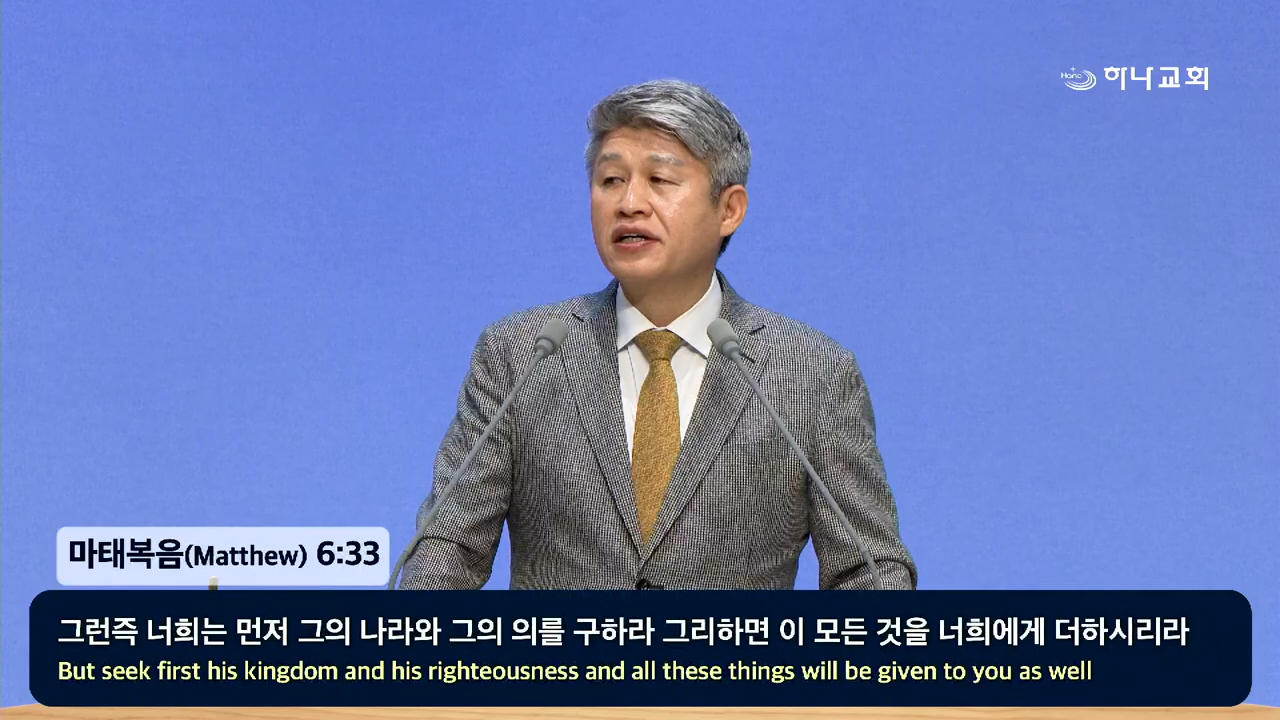 Hana 하나교회
마태복음(Matthew) 6:33
그런즉 너희는 먼저 그의 나라와 그의 의를 구하라 그리하면 이 모든 것을 너희에게 더하시리라
But seek first his kingdom and his righteousness and all these things will be given to you as well